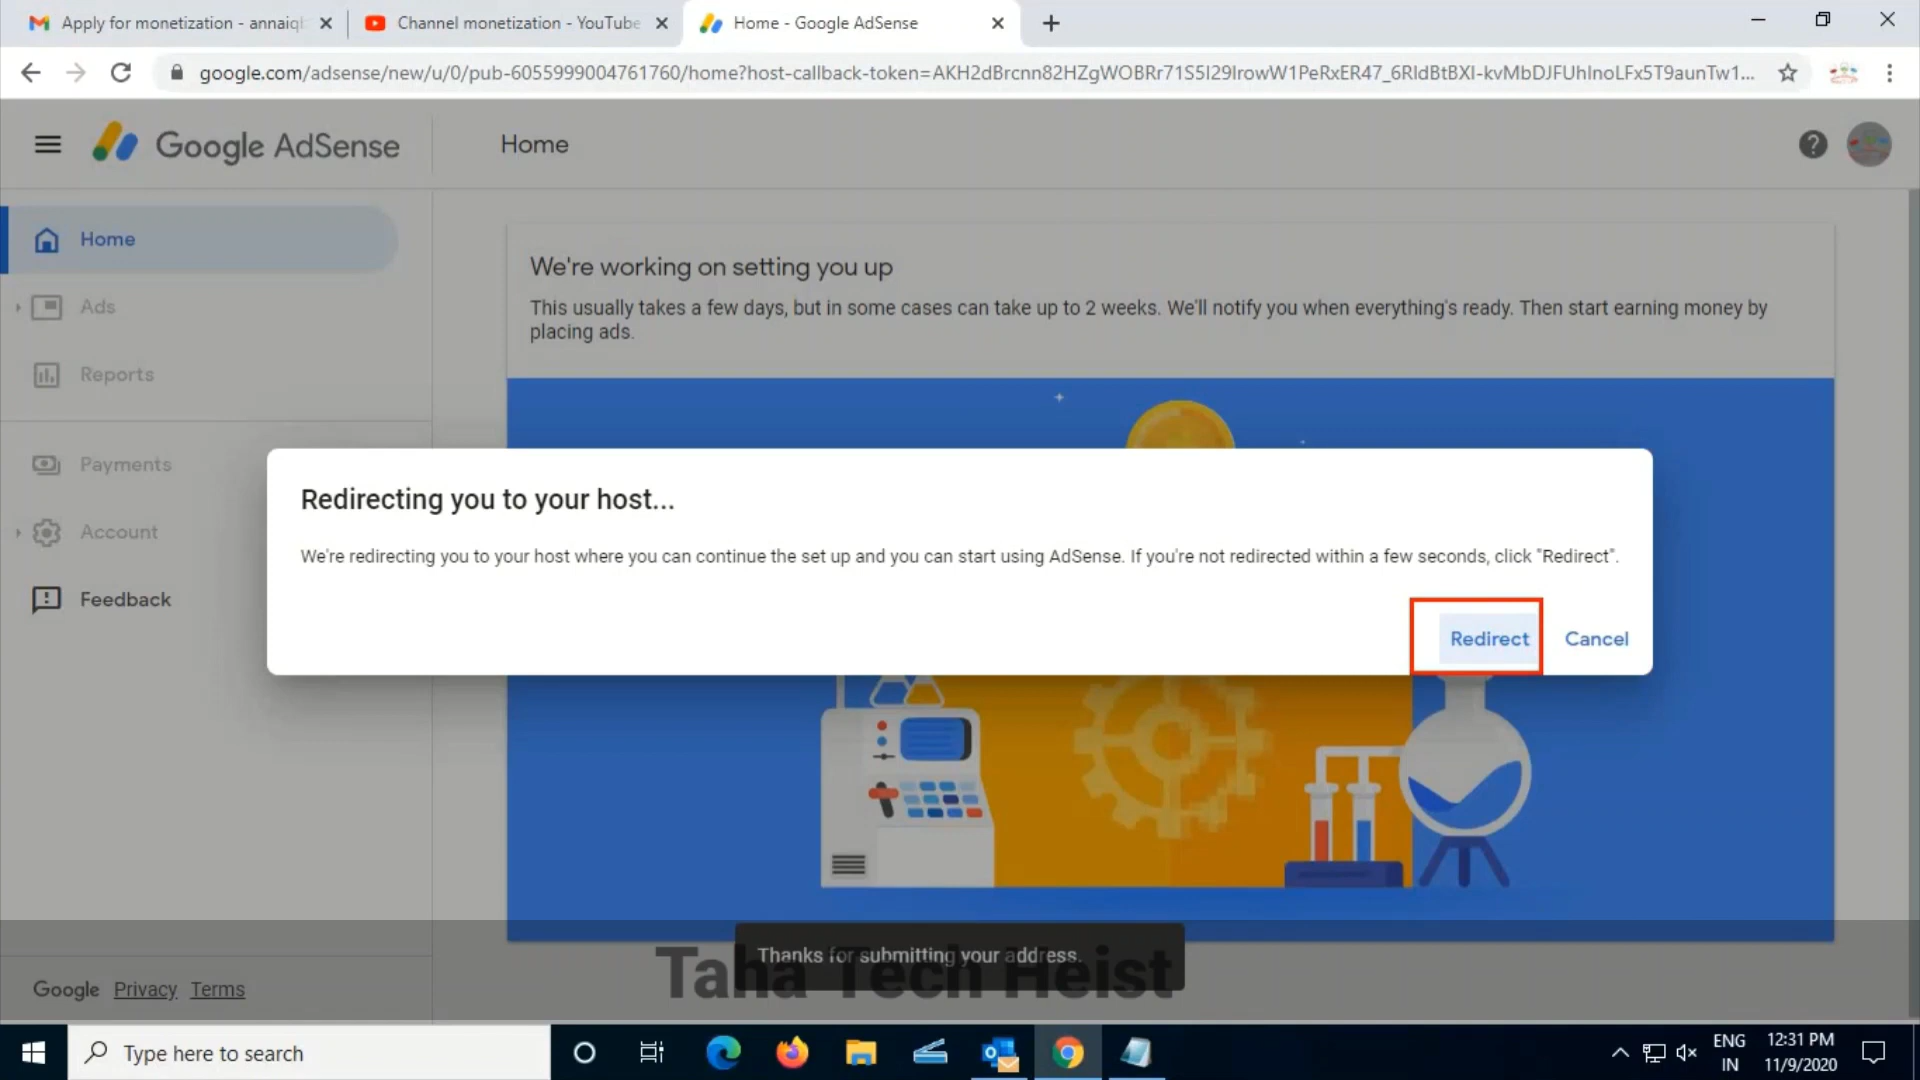 Apply for monetization - annaiqb
Channel monetization - YouTube
Home - Google AdSense
google.com/adsense/new/u/0/pub-6055999004761760/home?host-callback-token=AKH2dBrcnn82HZgWOBRr71S5I29IrowW1PeRxER47_6RIdBtBXI-kvMbDJFUhInoLFx5T9aunTw1...
Google AdSense
Home
Home
Ads
Reports
Payments
Account
Feedback
We're working on setting you up
This usually takes a few days, but in some cases can take up to 2 weeks. We'll notify you when everything's ready. Then start earning money by
placing ads.
Redirecting you to your host...
We're redirecting you to your host where you can continue the set up and you can start using AdSense. If you're not redirected within a few seconds, click "Redirect".
Redirect Cancel
Thanks for submitting your address.
Taha Tech Heist
Google Privacy Terms
Type here to search
ENG
IN
12:31 PM
11/9/2020